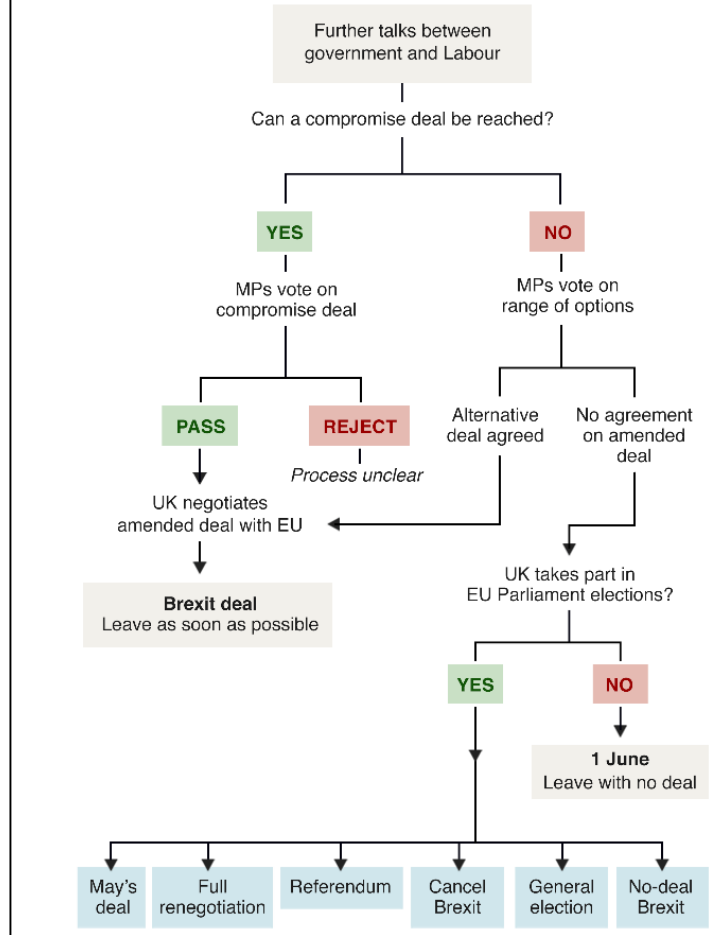 Further talks between
government and Labour
Can a compromise deal be reached?
YES
NO
MPs vote on
compromise deal
MPs vote on
range of options
PASS
REJECT
Alternative
deal agreed
No agreement
on amended
deal
Process unclear
UK negotiates
amended deal with EU
UK takes part in
EU Parliament elections?
Brexit deal
Leave as soon as possible
YES
NO
1 June
Leave with no deal
May's
deal
Full
renegotiation
Referendum
Cancel
Brexit
General
election
No-deal
Brexit